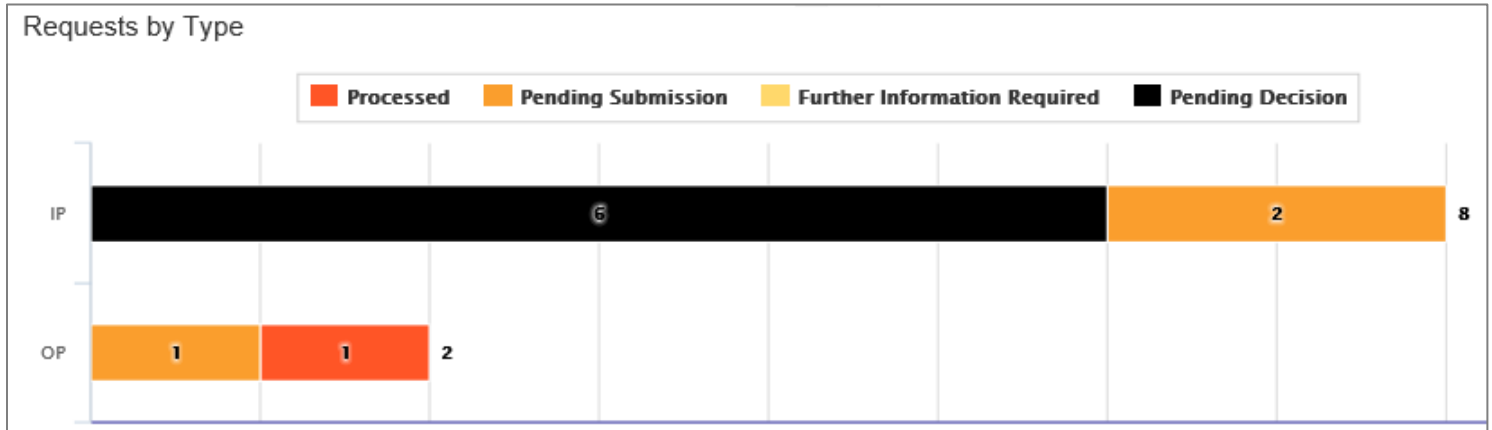 Requests by Type
Processed Pending Submission Further Information Required Pending Decision
IP 6 2 8
OP 1 1 2